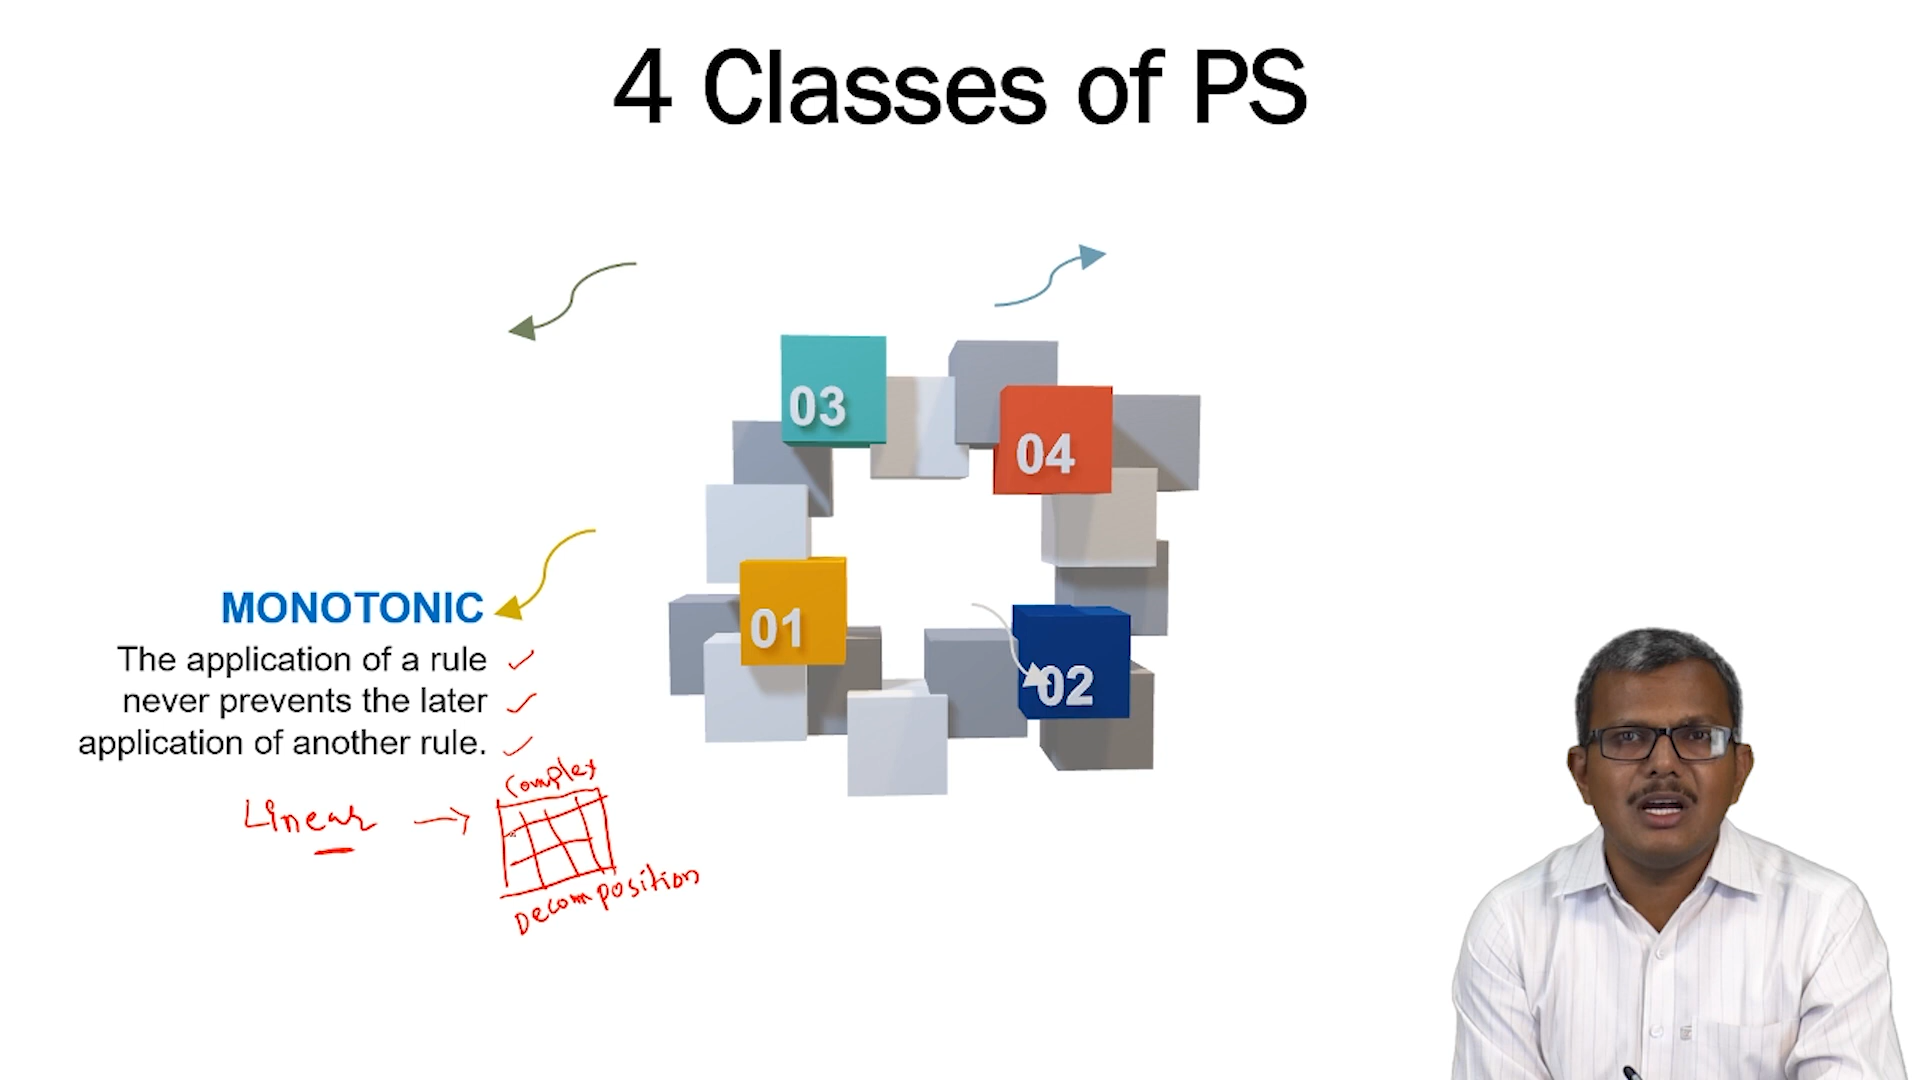 4 Classes of PS
03
04
01
02
MONOTONIC
The application of a rule
never prevents the later
application of another rule.
Complex
Linear
Decomposition